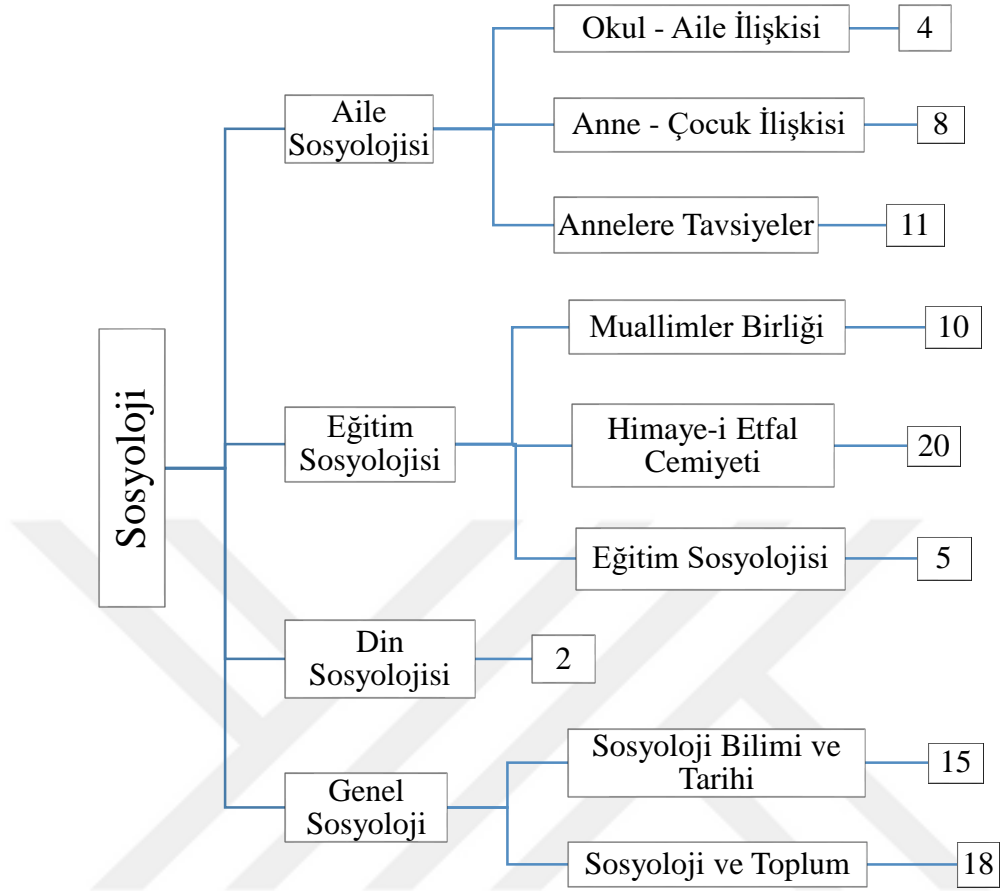 Sosyoloji
Aile
Sosyolojisi
Okul - Aile İlişkisi
4
Anne - Çocuk İlişkisi
8
Annelere Tavsiyeler
11
Eğitim
Sosyolojisi
Muallimler Birliği
10
Himaye-i Etfal
Cemiyeti
20
Eğitim Sosyolojisi
5
Din
Sosyolojisi
2
Genel
Sosyoloji
Sosyoloji Bilimi ve
Tarihi
15
Sosyoloji ve Toplum
18